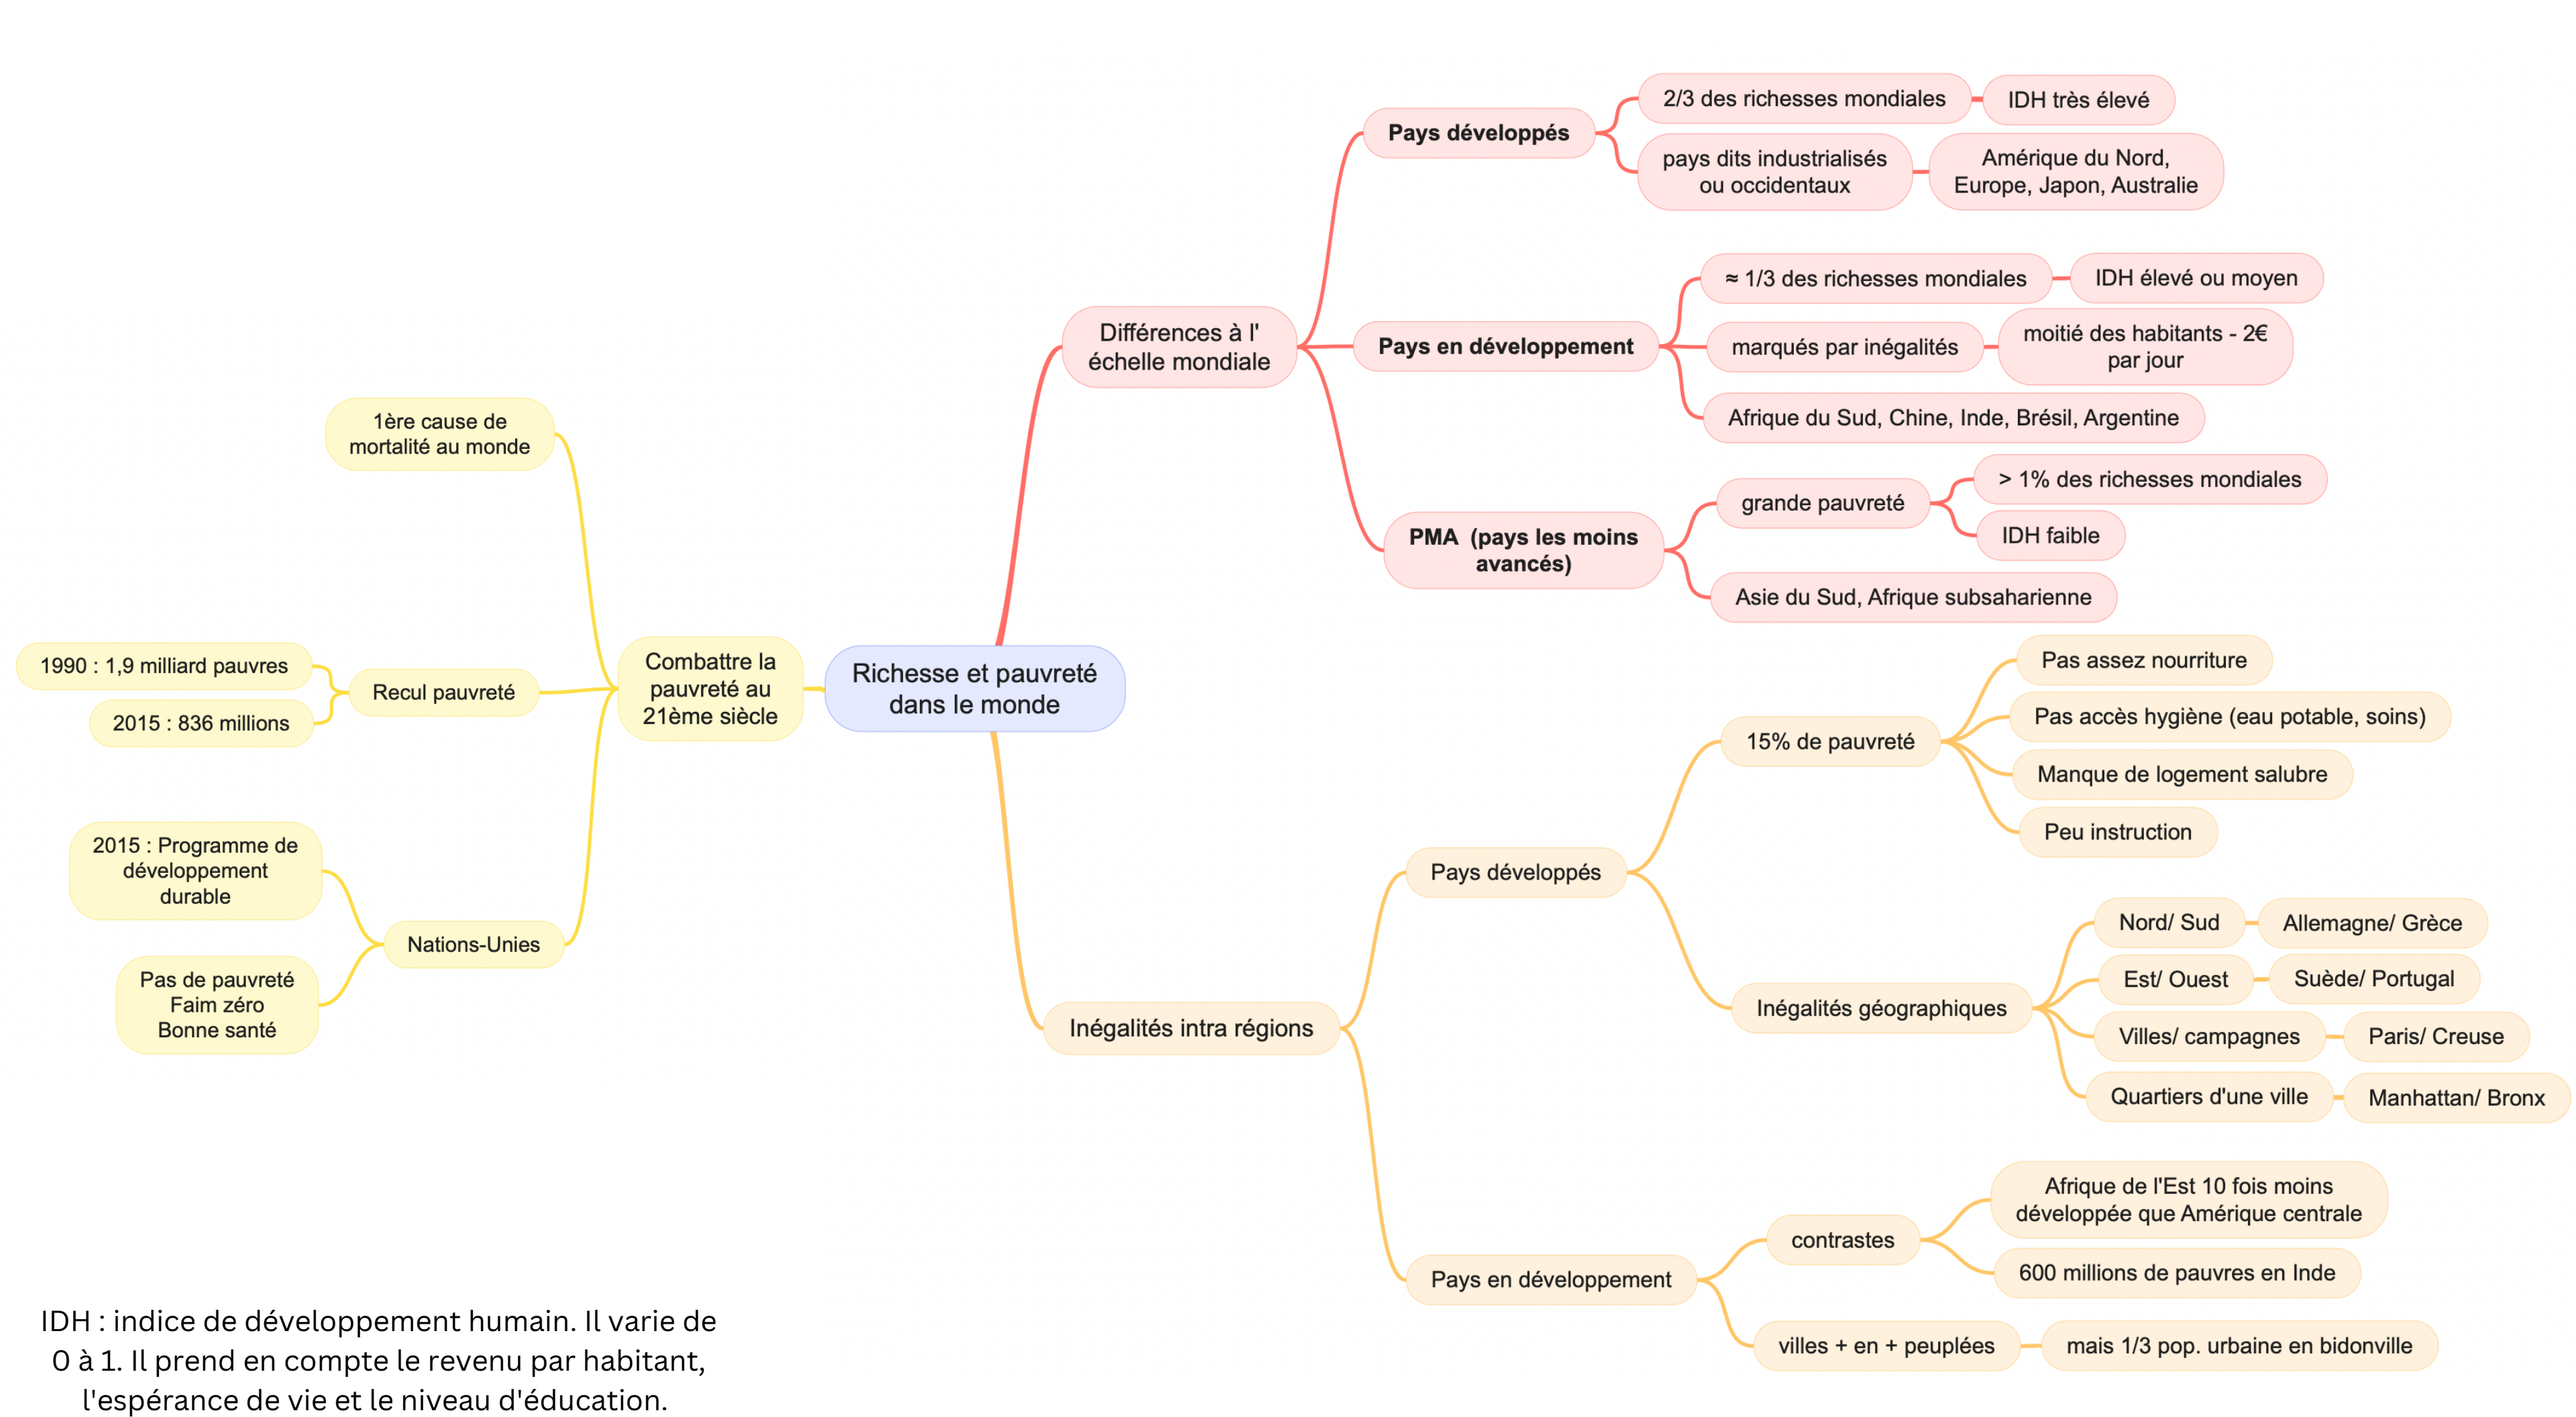 Richesse et pauvreté
dans le monde
Différences à l'
échelle mondiale
Pays développés
2/3 des richesses mondiales
IDH très élevé
pays dits industrialisés
ou occidentaux
Amérique du Nord,
Europe, Japon, Australie
Pays en développement
≈ 1/3 des richesses mondiales
IDH élevé ou moyen
marqués par inégalités
moitié des habitants - 2€
par jour
Afrique du Sud, Chine, Inde, Brésil, Argentine
PMA (pays les moins
avancés)
grande pauvreté
> 1% des richesses mondiales
IDH faible
Asie du Sud, Afrique subsaharienne
Inégalités intra régions
Pays développés
15% de pauvreté
Pas assez nourriture
Pas accès hygiène (eau potable, soins)
Manque de logement salubre
Peu instruction
Inégalités géographiques
Nord/ Sud
Allemagne/ Grèce
Est/ Ouest
Suède/ Portugal
Villes/ campagnes
Paris/ Creuse
Quartiers d'une ville
Manhattan/ Bronx
Pays en développement
contrastes
Afrique de l'Est 10 fois moins
développée que Amérique centrale
600 millions de pauvres en Inde
villes + en + peuplées
mais 1/3 pop. urbaine en bidonville
Combattre la
pauvreté au
21ème siècle
1ère cause de
mortalité au monde
Recul pauvreté
1990 : 1,9 milliard pauvres
2015 : 836 millions
Nations-Unies
2015 : Programme de
développement
durable
Pas de pauvreté
Faim zéro
Bonne santé
IDH : indice de développement humain. Il varie de
0 à 1. Il prend en compte le revenu par habitant,
l'espérance de vie et le niveau d'éducation.